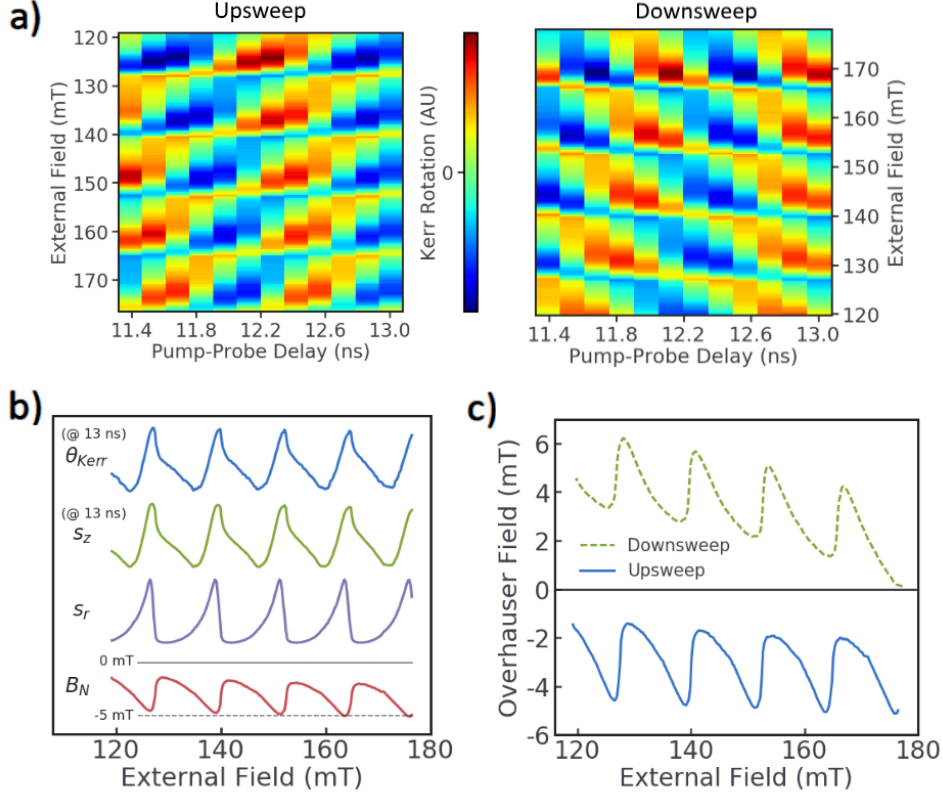 a)
Upsweep
Downsweep
120
130
140
150
160
170
External Field (mT)
11.4 11.8 12.2 12.6 13.0
Pump-Probe Delay (ns)
Kerr Rotation (AU)
0
170
160
150
140
130
120
External Field (mT)
11.4 11.8 12.2 12.6 13.0
Pump-Probe Delay (ns)
b)
(@ 13 ns)
θKerr
(@ 13 ns)
sz
sr
0 mT
BN
-5 mT
120 140 160 180
External Field (mT)
c)
6
4
2
0
-2
-4
-6
Overhauser Field (mT)
Downsweep
Upsweep
120 140 160 180
External Field (mT)